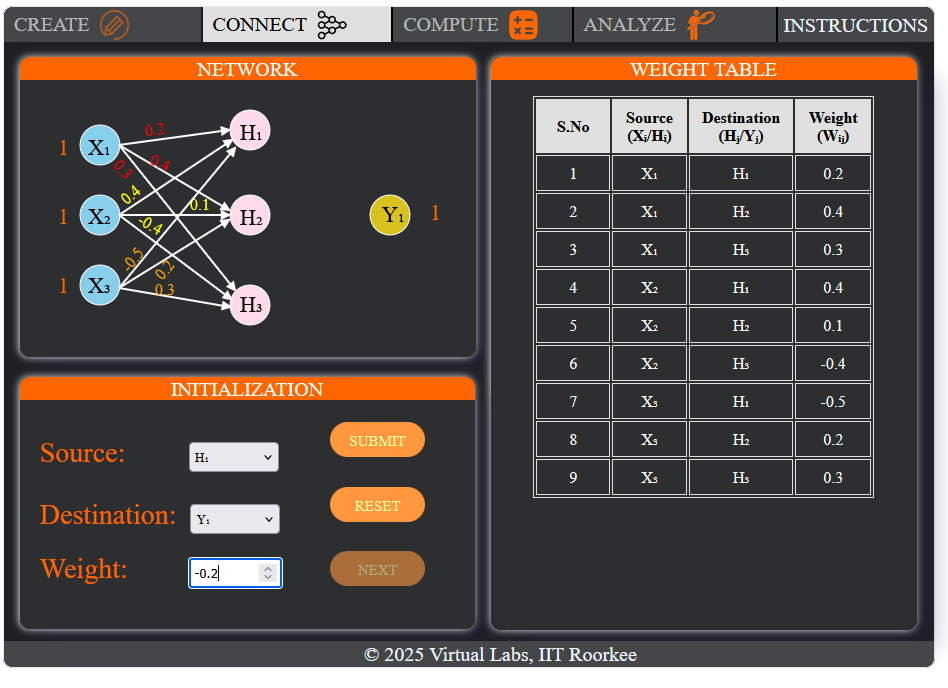 CREATE CONNECT COMPUTE ANALYZE INSTRUCTIONS
NETWORK
1 X₁ 0.2 H₁
0.3 0.4
1 X₂ 0.4 0.1 H₂ Y₁ 1
-0.4
1 X₃ -0.5 0.2
0.3 H₃
INITIALIZATION
Source: H₁ SUBMIT
Destination: Y₁ RESET
Weight: -0.2 NEXT
WEIGHT TABLE
S.No Source (Xᵢ/Hᵢ) Destination (Hⱼ/Yⱼ) Weight (Wᵢⱼ)
1 X₁ H₁ 0.2
2 X₁ H₂ 0.4
3 X₁ H₃ 0.3
4 X₂ H₁ 0.4
5 X₂ H₂ 0.1
6 X₂ H₃ -0.4
7 X₃ H₁ -0.5
8 X₃ H₂ 0.2
9 X₃ H₃ 0.3
© 2025 Virtual Labs, IIT Roorkee